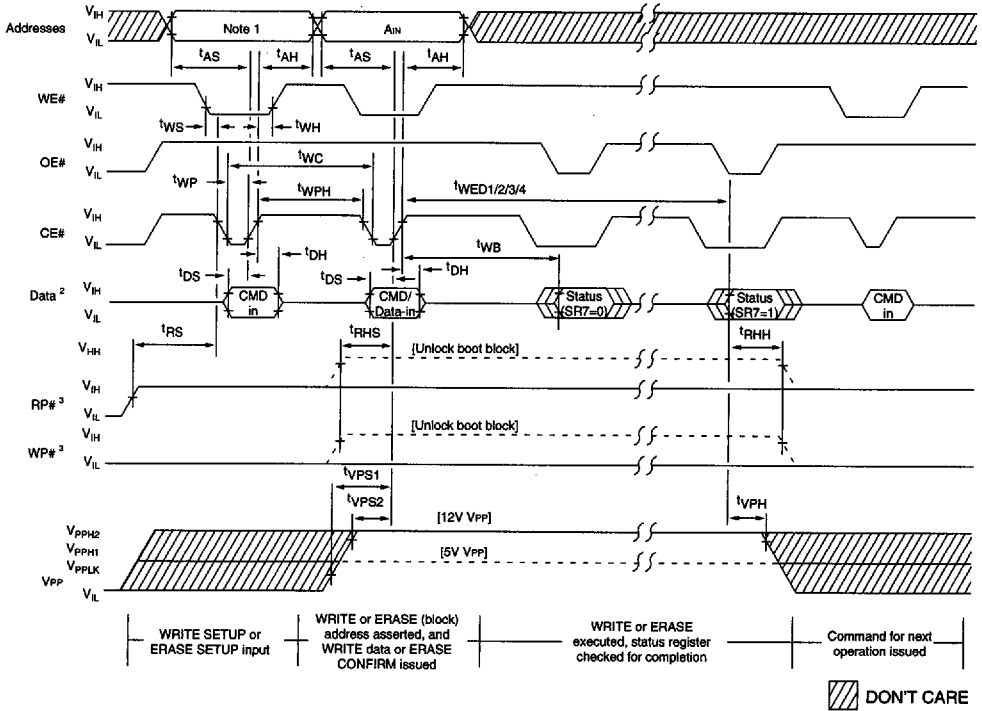 Addresses
VIH
VIL
Note 1
AIN
tAS
tAH
tAS
tAH
WE#
VIH
VIL
tWS
tWH
OE#
VIH
VIL
tWC
tWP
tWPH
tWED1/2/3/4
CE#
VIH
VIL
tWB
tDS
tDH
tDS
tDH
Data 2
VIH
VIL
CMD
in
CMD/
Data-in
Status
(SR7=0)
Status
(SR7=1)
CMD
in
tRS
tRHS
tRHH
VHH
[Unlock boot block]
RP# 3
VIH
VIL
[Unlock boot block]
WP# 3
VIH
VIL
tVPS1
tVPS2
tVPH
VPPH2
[12V VPP]
VPPH1
[5V VPP]
VPPLK
VPP
VIL
WRITE SETUP or
ERASE SETUP input
WRITE or ERASE (block)
address asserted, and
WRITE data or ERASE
CONFIRM issued
WRITE or ERASE
executed, status register
checked for completion
Command for next
operation issued
DON'T CARE